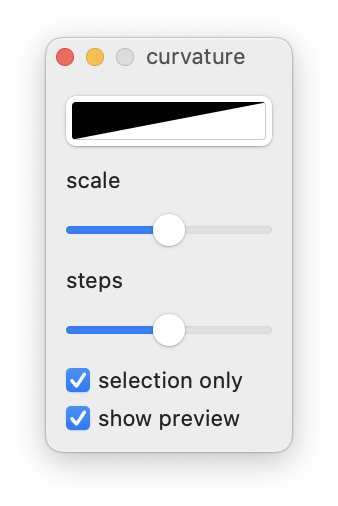 curvature
scale
steps
selection only
show preview